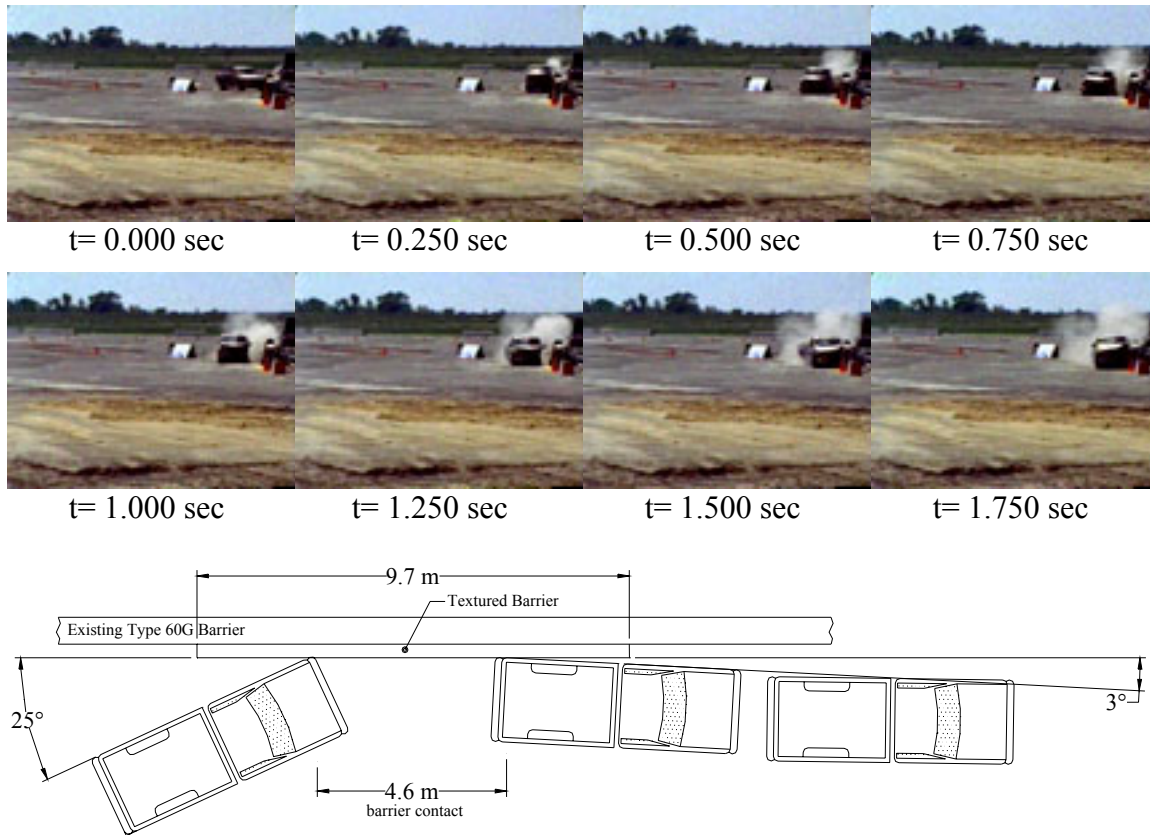 t= 0.000 sec
t= 0.250 sec
t= 0.500 sec
t= 0.750 sec
t= 1.000 sec
t= 1.250 sec
t= 1.500 sec
t= 1.750 sec
9.7 m
Textured Barrier
Existing Type 60G Barrier
25°
3°
4.6 m
barrier contact